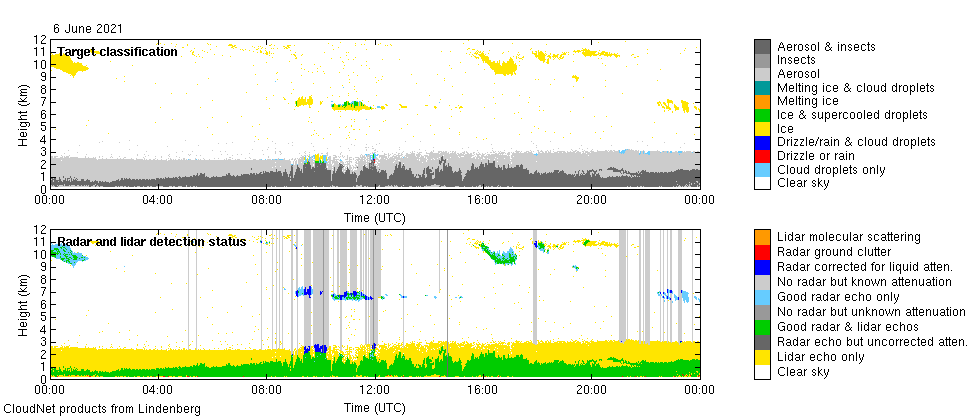 6 June 2021
Target classification
Height (km)
12
11
10
9
8
7
6
5
4
3
2
1
0
00:00 04:00 08:00 12:00 16:00 20:00 00:00
Time (UTC)
Aerosol & insects
Insects
Aerosol
Melting ice & cloud droplets
Melting ice
Ice & supercooled droplets
Ice
Drizzle/rain & cloud droplets
Drizzle or rain
Cloud droplets only
Clear sky
Radar and lidar detection status
Height (km)
12
11
10
9
8
7
6
5
4
3
2
1
0
00:00 04:00 08:00 12:00 16:00 20:00 00:00
Time (UTC)
Lidar molecular scattering
Radar ground clutter
Radar corrected for liquid atten.
No radar but known attenuation
Good radar echo only
No radar but unknown attenuation
Good radar & lidar echos
Radar echo but uncorrected atten.
Lidar echo only
Clear sky
CloudNet products from Lindenberg